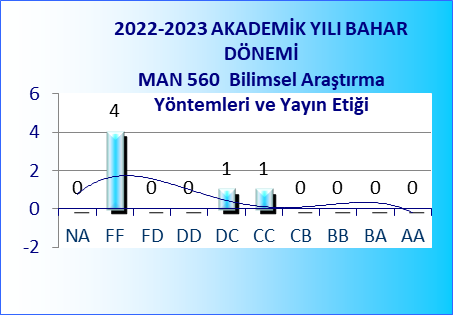 2022-2023 AKADEMİK YILI BAHAR
DÖNEMİ
MAN 560  Bilimsel Araştırma
Yöntemleri ve Yayın Etiği
6
4
2
0
-2
0 4 0 0 1 1 0 0 0 0
NA FF FD DD DC CC CB BB BA AA